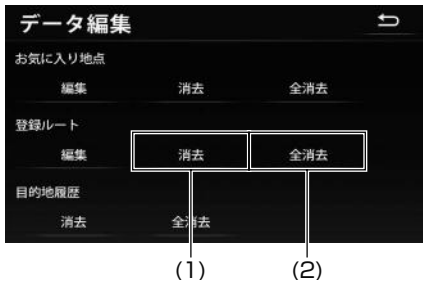 データ編集
お気に入り地点
編集 消去 全消去
登録ルート
編集 消去 全消去
目的地履歴
消去 全消去
(1) (2)